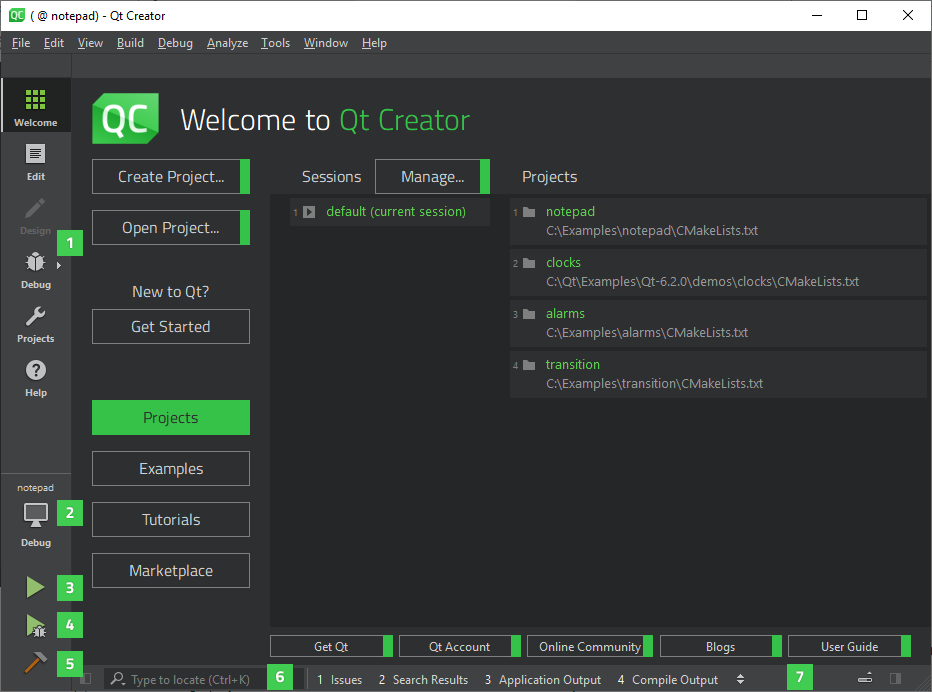 QC ( @ notepad) - Qt Creator
File Edit View Build Debug Analyze Tools Window Help
Welcome
Edit
Design
1
Debug
Projects
Help
notepad
2
Debug
3
4
5
QC Welcome to Qt Creator
Create Project...
Open Project...
New to Qt?
Get Started
Projects
Examples
Tutorials
Marketplace
Sessions Manage...
1 default (current session)
Projects
1 notepad
C:\Examples\notepad\CMakeLists.txt
2 clocks
C:\Qt\Examples\Qt-6.2.0\demos\clocks\CMakeLists.txt
3 alarms
C:\Examples\alarms\CMakeLists.txt
4 transition
C:\Examples\transition\CMakeLists.txt
Get Qt Qt Account Online Community Blogs User Guide
Type to locate (Ctrl+K) 6 1 Issues 2 Search Results 3 Application Output 4 Compile Output 7